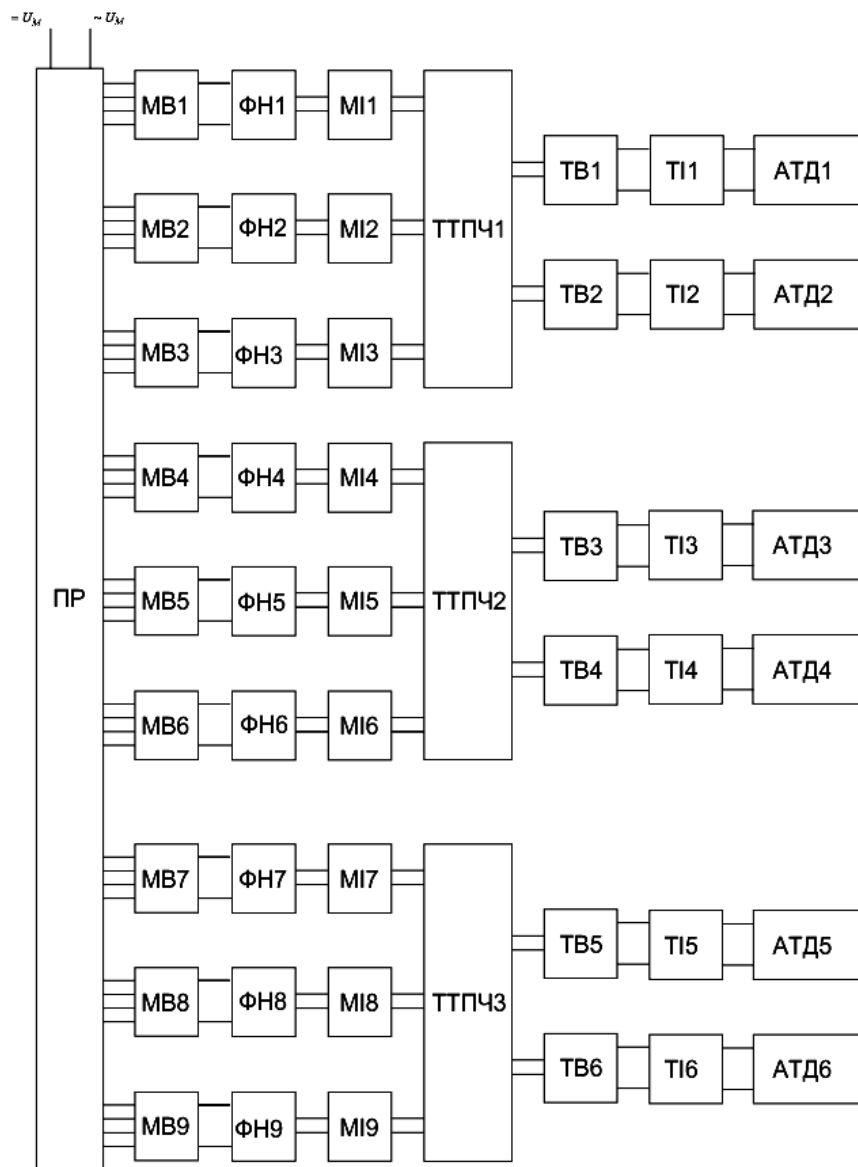 = U_M ~ U_M
МВ1 ФН1 МІ1
ТВ1 ТІ1 АТД1
МВ2 ФН2 МІ2 ТТПЧ1
ТВ2 ТІ2 АТД2
МВ3 ФН3 МІ3
МВ4 ФН4 МІ4
ТВ3 ТІ3 АТД3
ПР МВ5 ФН5 МІ5 ТТПЧ2
ТВ4 ТІ4 АТД4
МВ6 ФН6 МІ6
МВ7 ФН7 МІ7
ТВ5 ТІ5 АТД5
МВ8 ФН8 МІ8 ТТПЧ3
ТВ6 ТІ6 АТД6
МВ9 ФН9 МІ9